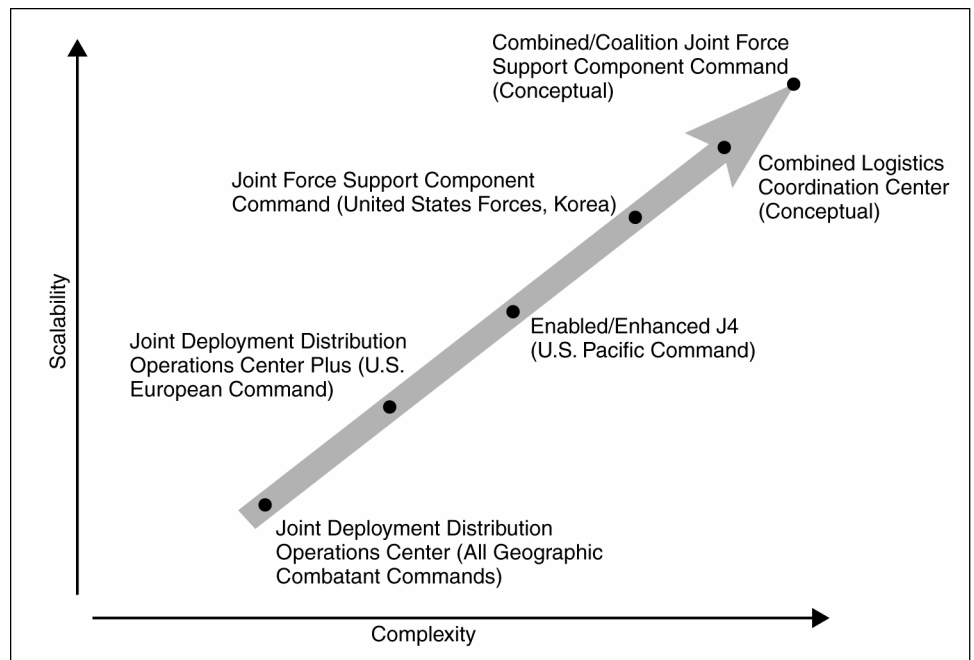 Combined/Coalition Joint Force
Support Component Command
(Conceptual)
Combined Logistics
Coordination Center
(Conceptual)
Joint Force Support Component
Command (United States Forces, Korea)
Enabled/Enhanced J4
(U.S. Pacific Command)
Joint Deployment Distribution
Operations Center Plus (U.S.
European Command)
Joint Deployment Distribution
Operations Center (All Geographic
Combatant Commands)
Scalability
Complexity